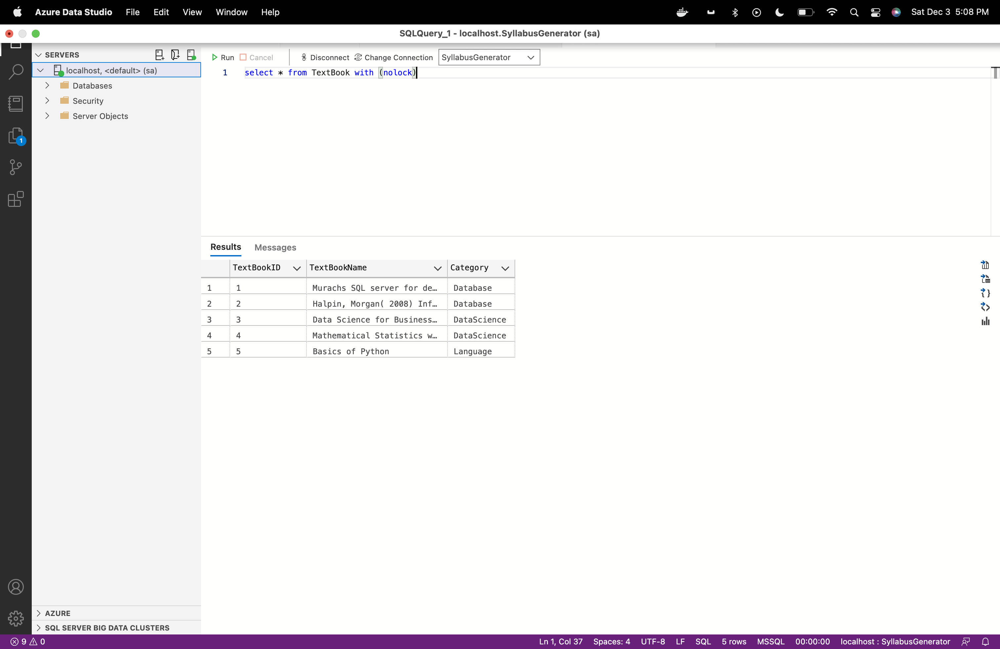 Azure Data Studio File Edit View Window Help Sat Dec 3 5:08 PM
SQLQuery_1 - localhost.SyllabusGenerator (sa)
SERVERS
localhost, <default> (sa)
Databases
Security
Server Objects
1
Run Cancel Disconnect Change Connection SyllabusGenerator
1 select * from TextBook with (nolock)
Results Messages
TextBookID TextBookName Category
1 1 Murachs SQL server for de… Database
2 2 Halpin, Morgan( 2008) Inf… Database
3 3 Data Science for Business… DataScience
4 4 Mathematical Statistics w… DataScience
5 5 Basics of Python Language
AZURE
SQL SERVER BIG DATA CLUSTERS
9 0 Ln 1, Col 37 Spaces: 4 UTF-8 LF SQL 5 rows MSSQL 00:00:00 localhost : SyllabusGenerator